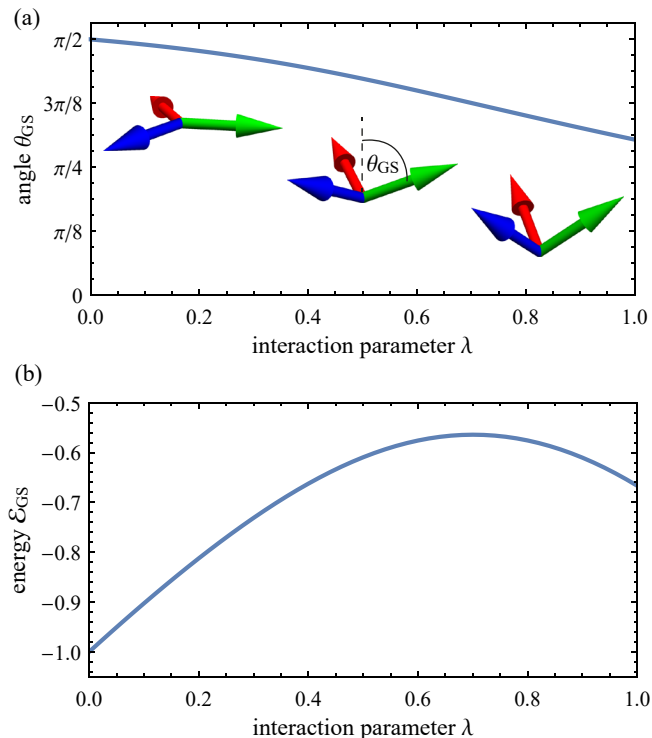 (a)
π/2
3π/8
π/4
π/8
0
angle θGS
θGS
0.0 0.2 0.4 0.6 0.8 1.0
interaction parameter λ
(b)
−0.5
−0.6
−0.7
−0.8
−0.9
−1.0
energy ℰGS
0.0 0.2 0.4 0.6 0.8 1.0
interaction parameter λ